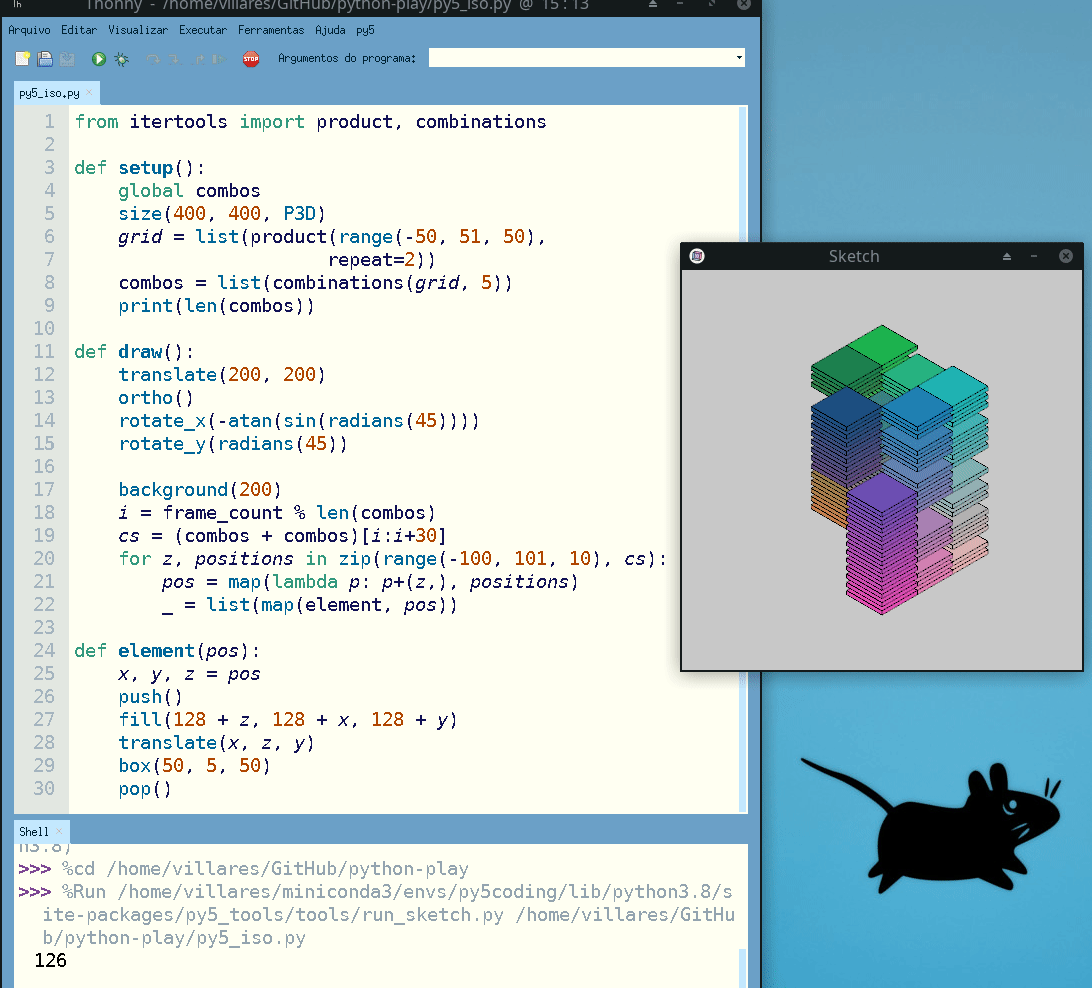 Thonny - /home/villares/GitHub/python-play/py5_iso.py @ 15:13
Arquivo Editar Visualizar Executar Ferramentas Ajuda py5
STOP Argumentos do programa:
py5_iso.py ×
1 from itertools import product, combinations
2
3 def setup():
4     global combos
5     size(400, 400, P3D)
6     grid = list(product(range(-50, 51, 50),
7                        repeat=2))
8     combos = list(combinations(grid, 5))
9     print(len(combos))
10
11 def draw():
12     translate(200, 200)
13     ortho()
14     rotate_x(-atan(sin(radians(45))))
15     rotate_y(radians(45))
16
17     background(200)
18     i = frame_count % len(combos)
19     cs = (combos + combos)[i:i+30]
20     for z, positions in zip(range(-100, 101, 10), cs):
21         pos = map(lambda p: p+(z,), positions)
22         _ = list(map(element, pos))
23
24 def element(pos):
25     x, y, z = pos
26     push()
27     fill(128 + z, 128 + x, 128 + y)
28     translate(x, z, y)
29     box(50, 5, 50)
30     pop()
Sketch
Shell ×
n3.8)
>>> %cd /home/villares/GitHub/python-play
>>> %Run /home/villares/miniconda3/envs/py5coding/lib/python3.8/s
ite-packages/py5_tools/tools/run_sketch.py /home/villares/GitHu
b/python-play/py5_iso.py
126